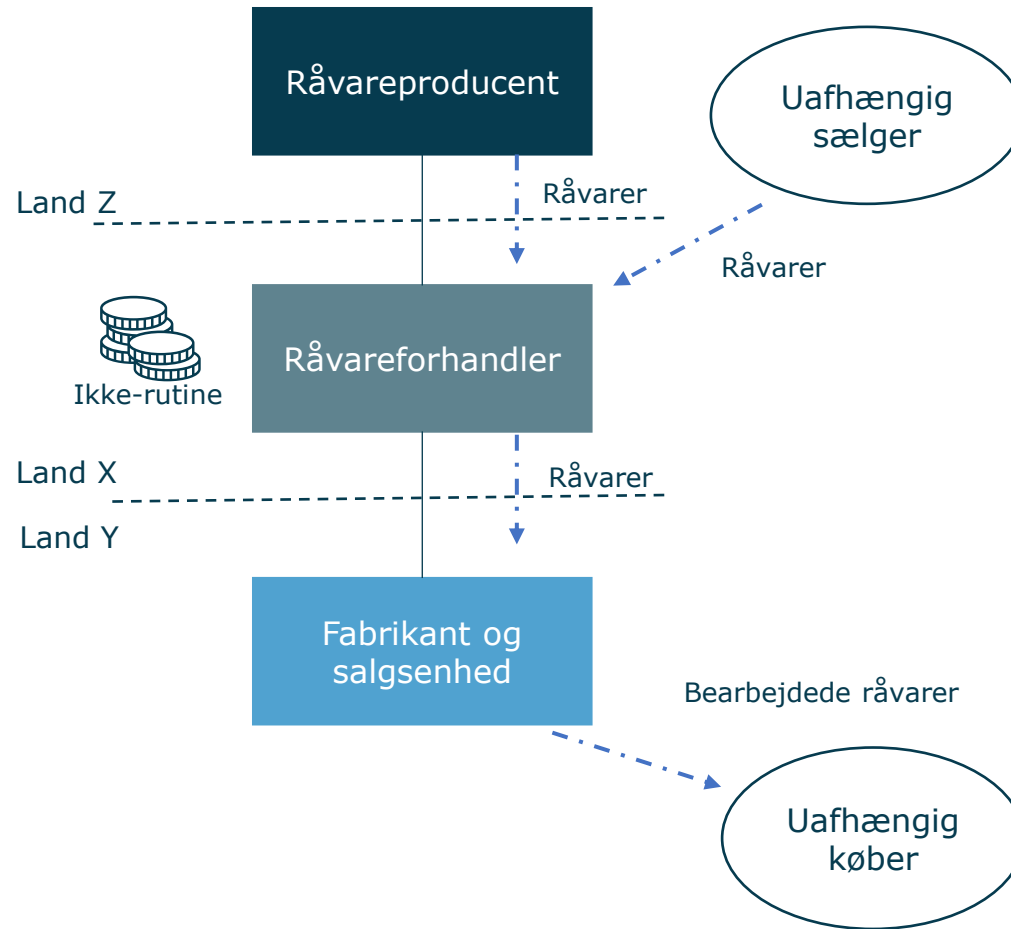 Råvareproducent
Uafhængig
sælger
Land Z
Råvarer
Råvarer
Råvareforhandler
Ikke-rutine
Land X
Råvarer
Land Y
Fabrikant og
salgsenhed
Bearbejdede råvarer
Uafhængig
køber